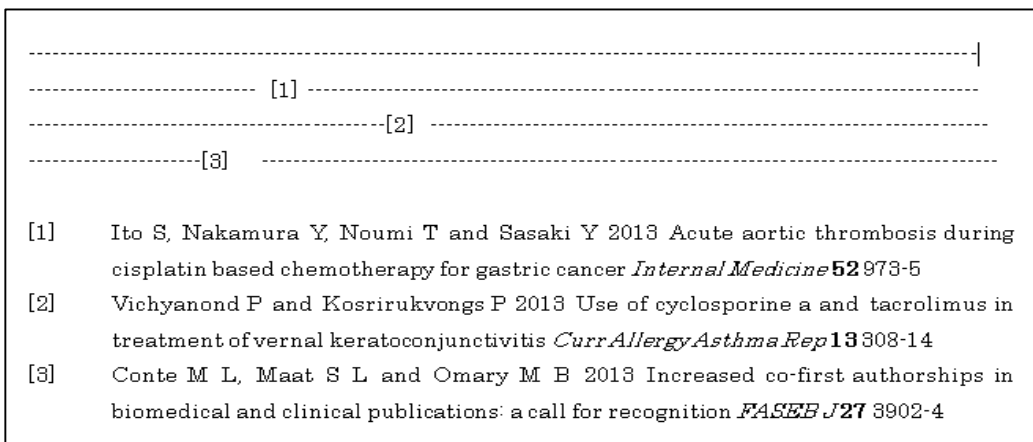 [1]
[2]
[3]
[1] Ito S, Nakamura Y, Noumi T and Sasaki Y 2013 Acute aortic thrombosis during
cisplatin based chemotherapy for gastric cancer Internal Medicine 52 973-5
[2] Vichyanond P and Kosrirukvongs P 2013 Use of cyclosporine a and tacrolimus in
treatment of vernal keratoconjunctivitis Curr Allergy Asthma Rep 13 308-14
[3] Conte M L, Maat S L and Omary M B 2013 Increased co-first authorships in
biomedical and clinical publications: a call for recognition FASEB J 27 3902-4